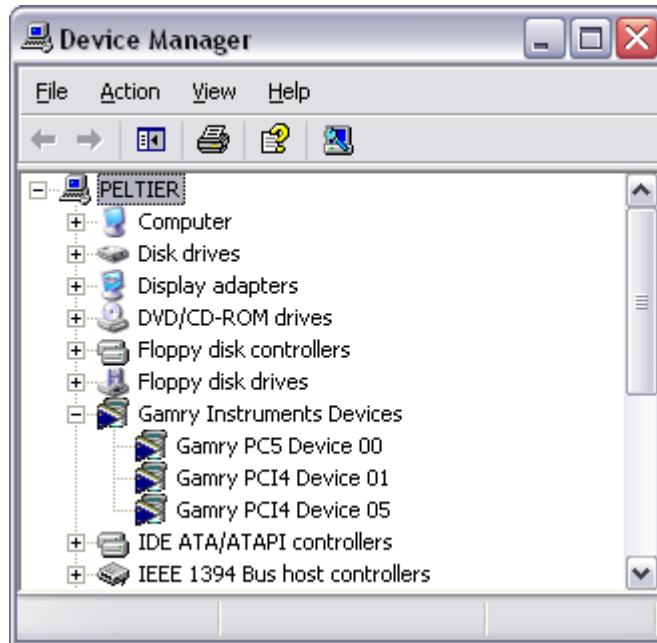 Device Manager
File Action View Help
PELTIER
Computer
Disk drives
Display adapters
DVD/CD-ROM drives
Floppy disk controllers
Floppy disk drives
Gamry Instruments Devices
Gamry PC5 Device 00
Gamry PCI4 Device 01
Gamry PCI4 Device 05
IDE ATA/ATAPI controllers
IEEE 1394 Bus host controllers